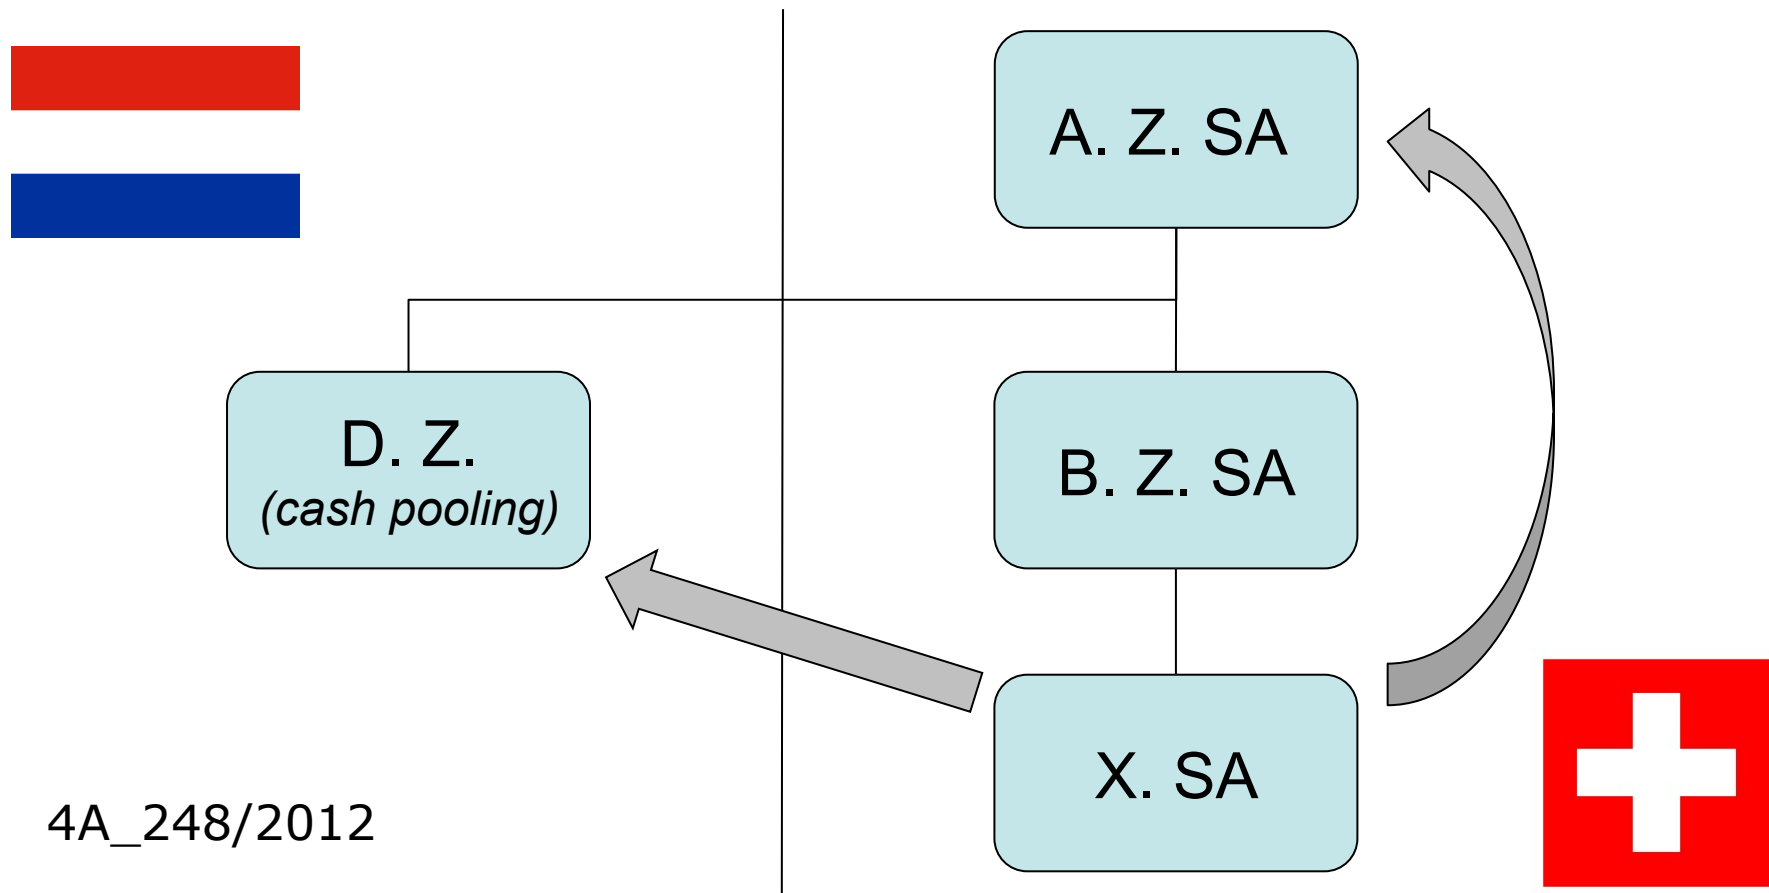 A. Z. SA
D. Z.
(cash pooling)
B. Z. SA
X. SA
4A_248/2012